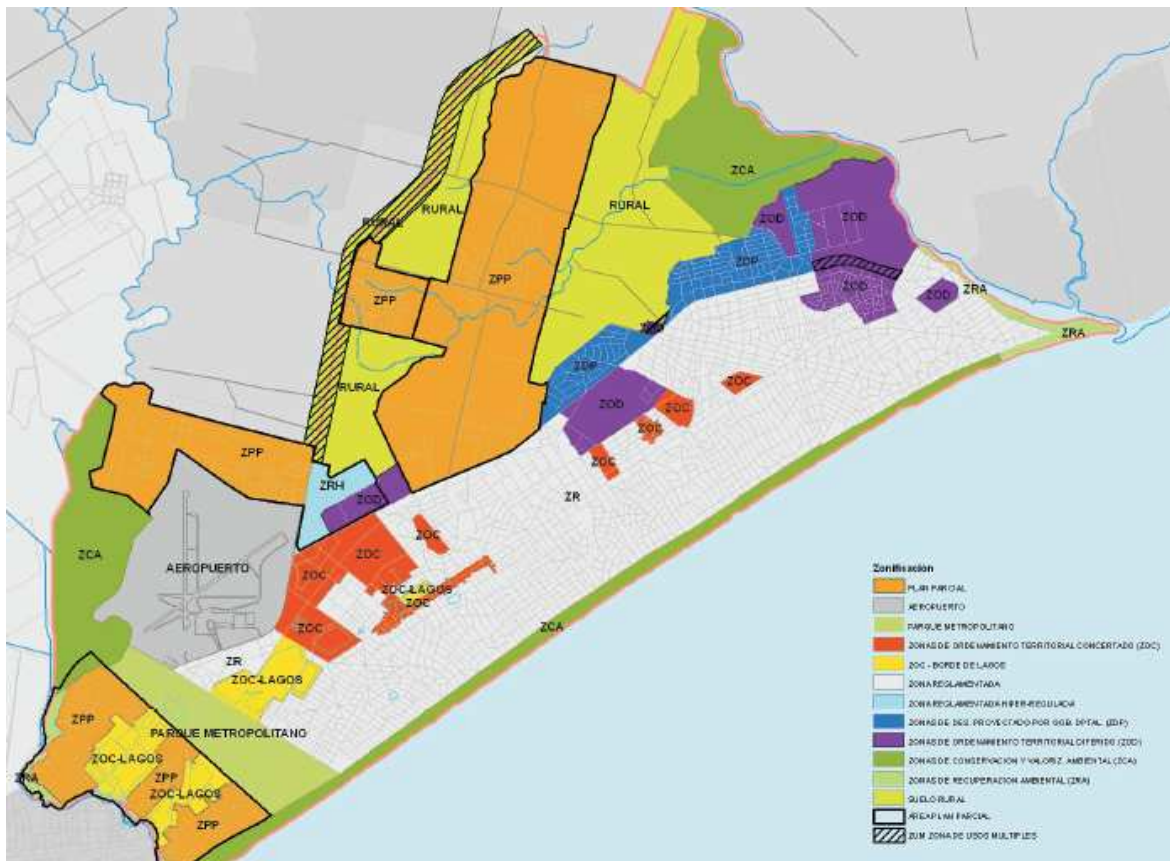 ZCA
RURAL
RURAL
RURAL
ZOD
ZOD
ZDP
ZPP
ZPP
ZOD
ZRA
ZRA
ZDP
RURAL
ZOC
ZOD
ZOC
ZOC
ZPP
ZOC
ZRH
ZOD
ZR
ZOC
ZCA
ZOC
AEROPUERTO
ZOC
ZOC-LAGOS
ZOC
ZOC
ZCA
ZR
ZOC-LAGOS
ZPP
PARQUE METROPOLITANO
ZOC-LAGOS
ZRA
ZPP
ZOC-LAGOS
ZPP
Zonificación
PLAN PARCIAL
AEROPUERTO
PARQUE METROPOLITANO
ZONAS DE ORDENAMIENTO TERRITORIAL CONCERTADO (ZOC)
ZOC - BORDE DE LAGOS
ZONA REGLAMENTADA
ZONA REGLAMENTADA HIPER-REGULADA
ZONAS DE DES. PROYECTADO POR GOB. DPTAL. (ZDP)
ZONAS DE ORDENAMIENTO TERRITORIAL DIFERIDO (ZOD)
ZONAS DE CONSERVACION Y VALORIZ. AMBIENTAL (ZCA)
ZONAS DE RECUPERACION AMBIENTAL (ZRA)
SUELO RURAL
AREA PLAN PARCIAL
ZUM ZONA DE USOS MULTIPLES